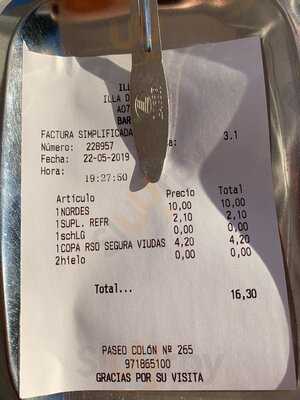 ILL
ILLA D
A07
BAR
FACTURA SIMPLIFICADA
Número: 228957 a: 3.1
Fecha: 22-05-2019
Hora: 19:27:50
Artículo Precio Total
1NORDES 10,00 10,00
1SUPL. REFR 2,10 2,10
1schLG 0,00 0,00
1COPA RSO SEGURA VIUDAS 4,20 4,20
2hielo 0,00 0,00
Total... 16,30
PASEO COLÓN Nº 265
971865100
GRACIAS POR SU VISITA